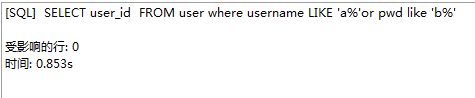 [SQL]  SELECT user_id  FROM user where username LIKE 'a%'or pwd like 'b%'
受影响的行: 0
时间: 0.853s